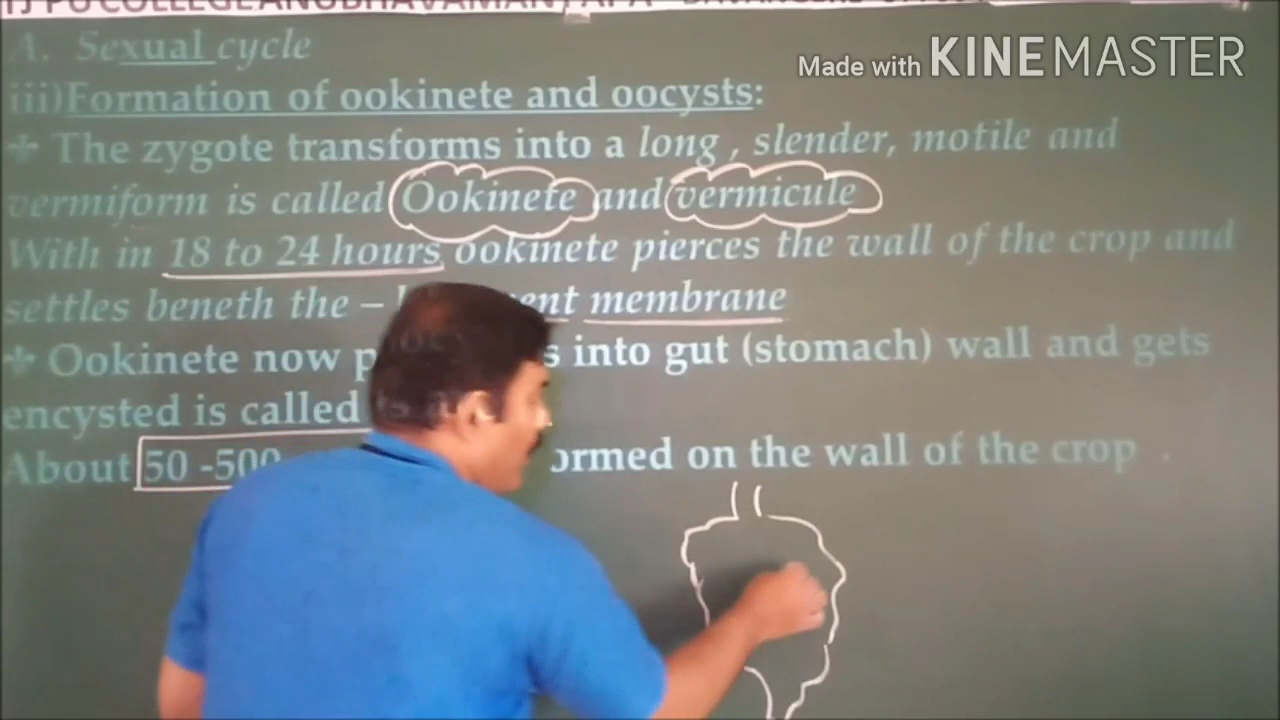 PU COLLEGE ANUBHAVAMANT
Made with KINEMASTER
A. Sexual cycle
iii)Formation of ookinete and oocysts:
The zygote transforms into a long , slender, motile and
vermiform is called Ookinete and vermicule
With in 18 to 24 hours ookinete pierces the wall of the crop and
settles beneth the – membrane
Ookinete now into gut (stomach) wall and gets
encysted is called
About 50 -500 on the wall of the crop .